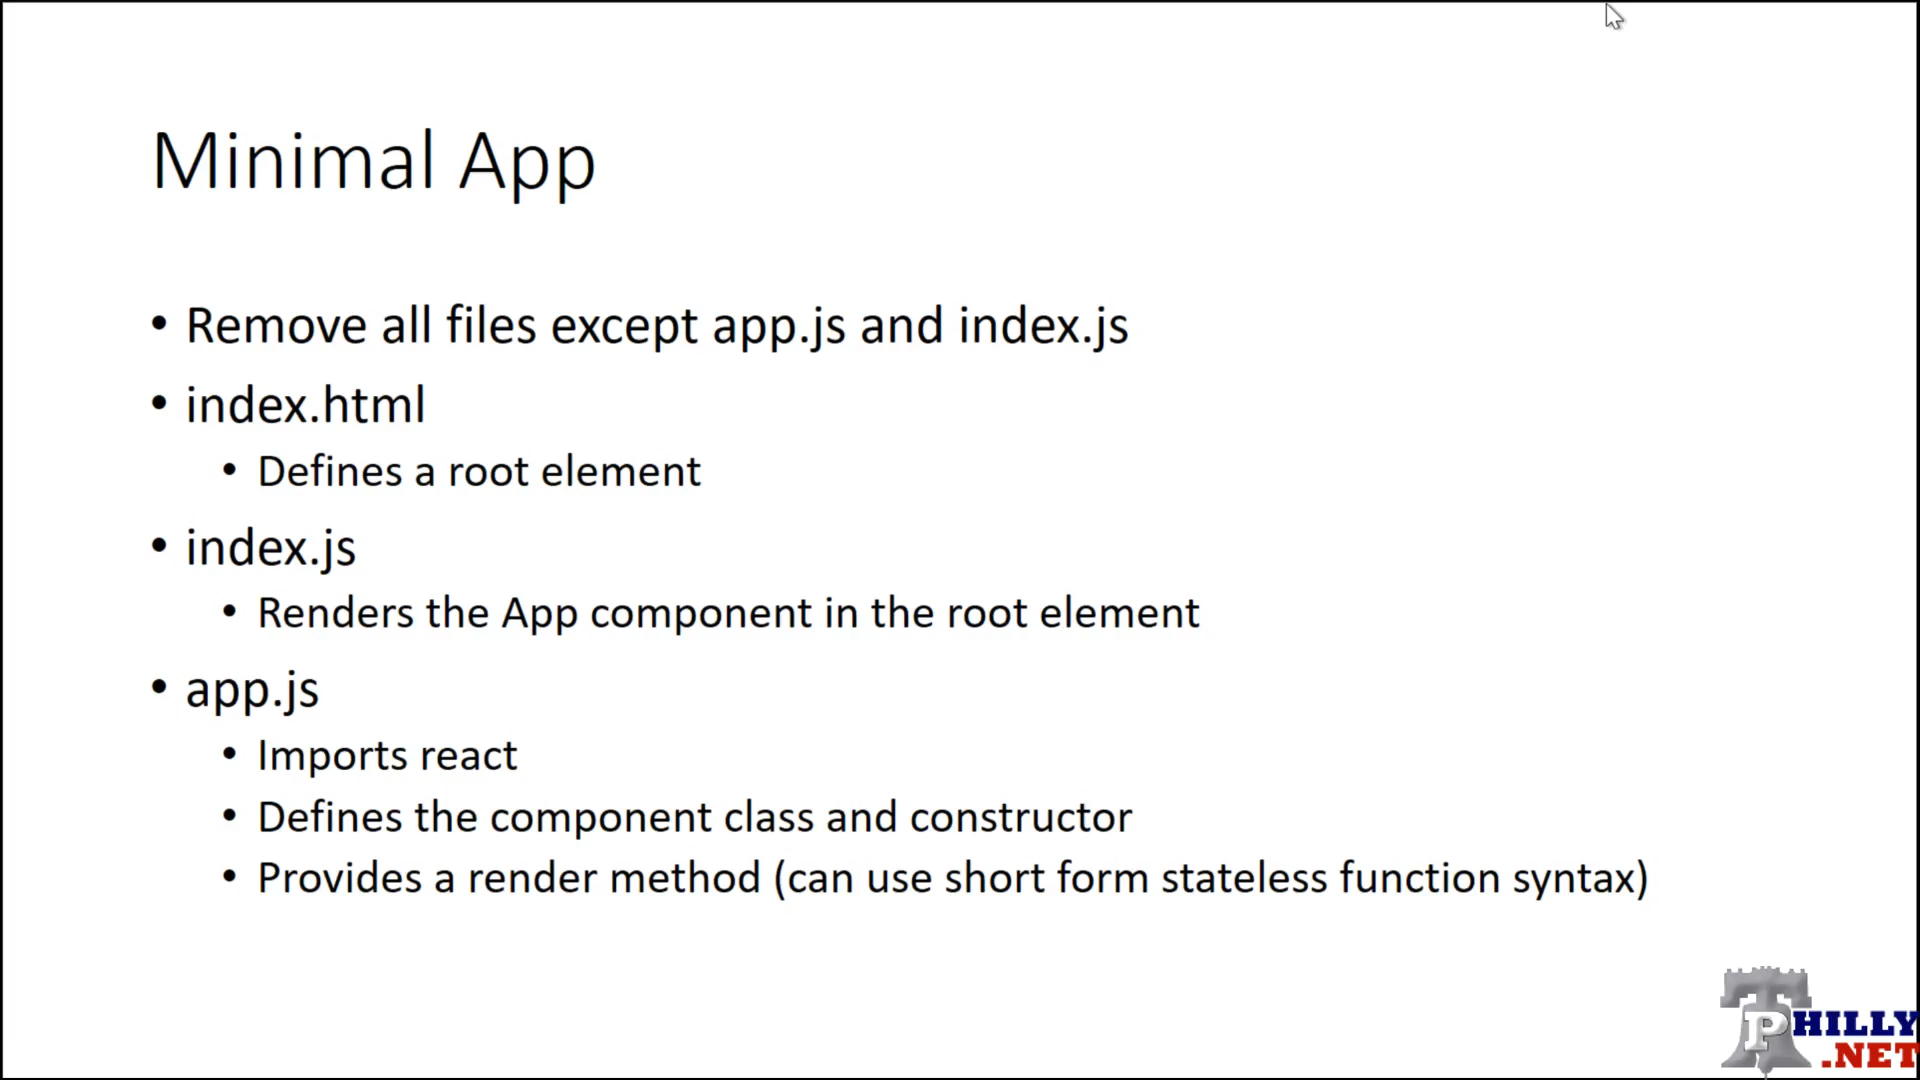 Minimal App
• Remove all files except app.js and index.js
• index.html
• Defines a root element
• index.js
• Renders the App component in the root element
• app.js
• Imports react
• Defines the component class and constructor
• Provides a render method (can use short form stateless function syntax)
PHILLY
.NET